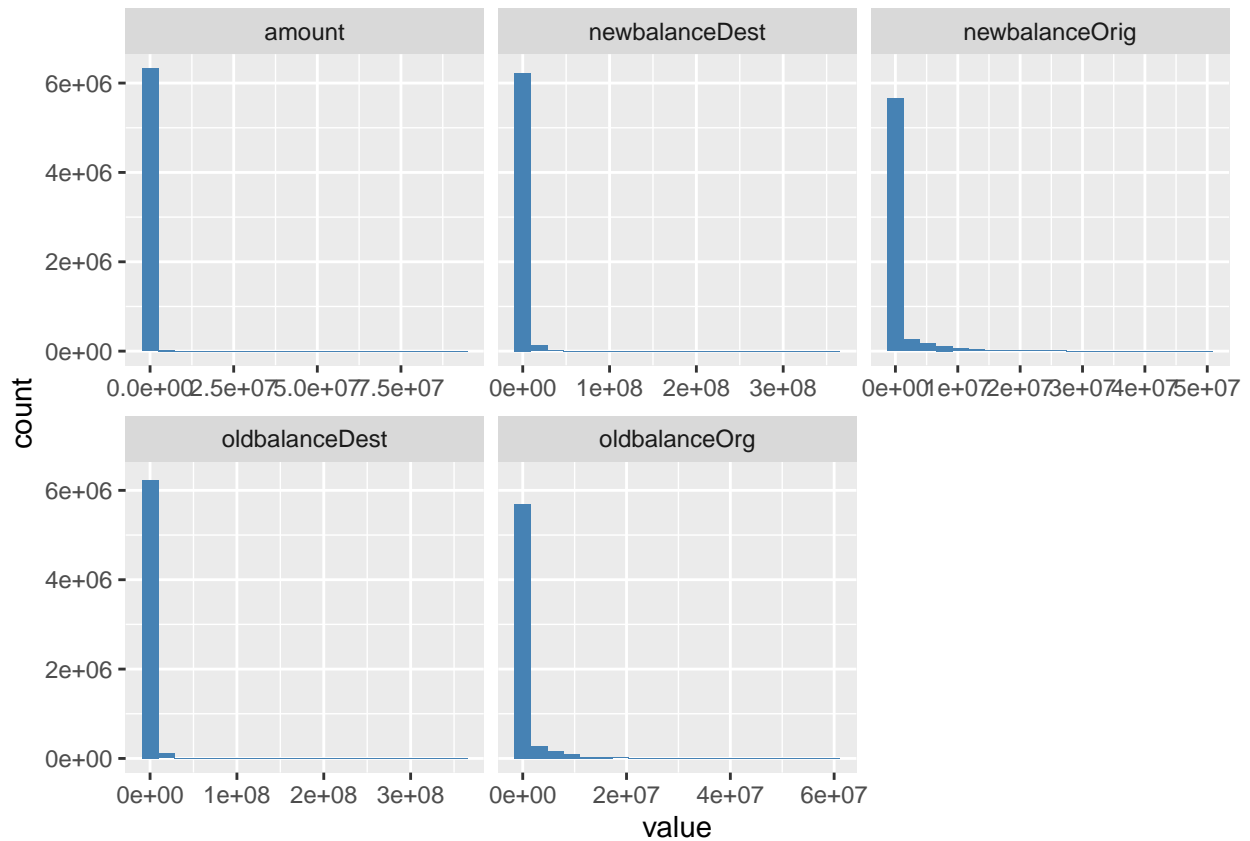 amount
newbalanceDest
newbalanceOrig
6e+06
4e+06
2e+06
0e+00
0.0e+00 2.5e+07 5.0e+07 7.5e+07
0e+00 1e+08 2e+08 3e+08
0e+00 1e+07 2e+07 3e+07 4e+07 5e+07
count
oldbalanceDest
oldbalanceOrg
6e+06
4e+06
2e+06
0e+00
0e+00 1e+08 2e+08 3e+08
0e+00 2e+07 4e+07 6e+07
value